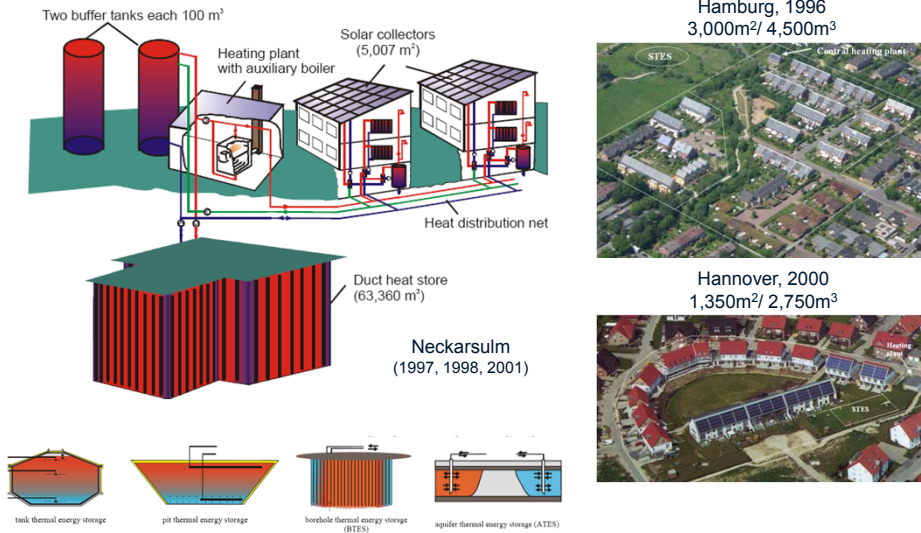 Two buffer tanks each 100 m³
Heating plant
with auxiliary boiler
Solar collectors
(5,007 m²)
Heat distribution net
Duct heat store
(63,360 m³)
Neckarsulm
(1997, 1998, 2001)
tank thermal energy storage
pit thermal energy storage
borehole thermal energy storage
(BTES)
aquifer thermal energy storage (ATES)
Hamburg, 1996
3,000m²/ 4,500m³
STES
Central heating plant
Hannover, 2000
1,350m²/ 2,750m³
Heating
plant
STES